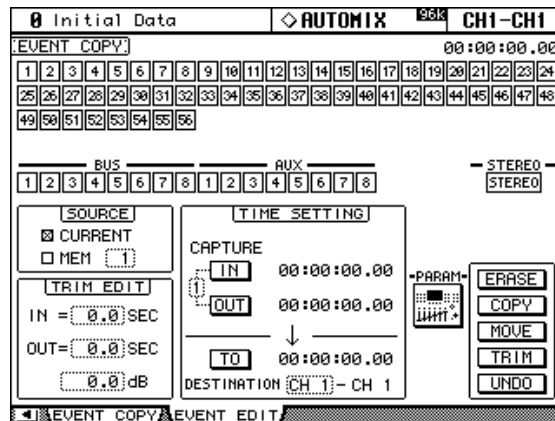 0 Initial Data ◇AUTOMIX 96K CH1-CH1
EVENT COPY 00:00:00.00
1 2 3 4 5 6 7 8 9 10 11 12 13 14 15 16 17 18 19 20 21 22 23 24
25 26 27 28 29 30 31 32 33 34 35 36 37 38 39 40 41 42 43 44 45 46 47 48
49 50 51 52 53 54 55 56
BUS AUX STEREO
1 2 3 4 5 6 7 8 1 2 3 4 5 6 7 8 STEREO
SOURCE
CURRENT
MEM 1
TRIM EDIT
IN = 0.0 SEC
OUT= 0.0 SEC
0.0 dB
TIME SETTING
CAPTURE
IN 00:00:00.00
1
OUT 00:00:00.00
↓
TO 00:00:00.00
DESTINATION CH 1 - CH 1
PARAM
ERASE
COPY
MOVE
TRIM
UNDO
EVENT COPY EVENT EDIT